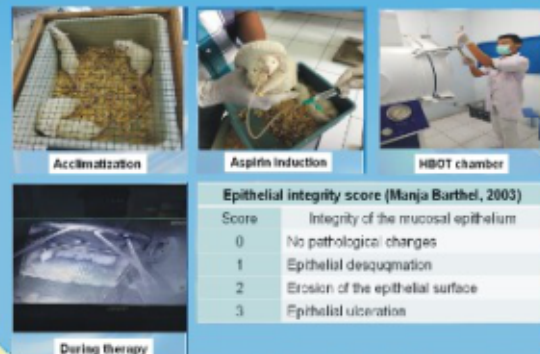 Acclimatization
Aspirin Induction
HBOT chamber
During therapy
Epithelial integrity score (Manja Barthel, 2003)
Score Integrity of the mucosal epithelium
0 No pathological changes
1 Epithelial desquqmation
2 Erosion of the epithelial surface
3 Epithelial ulceration